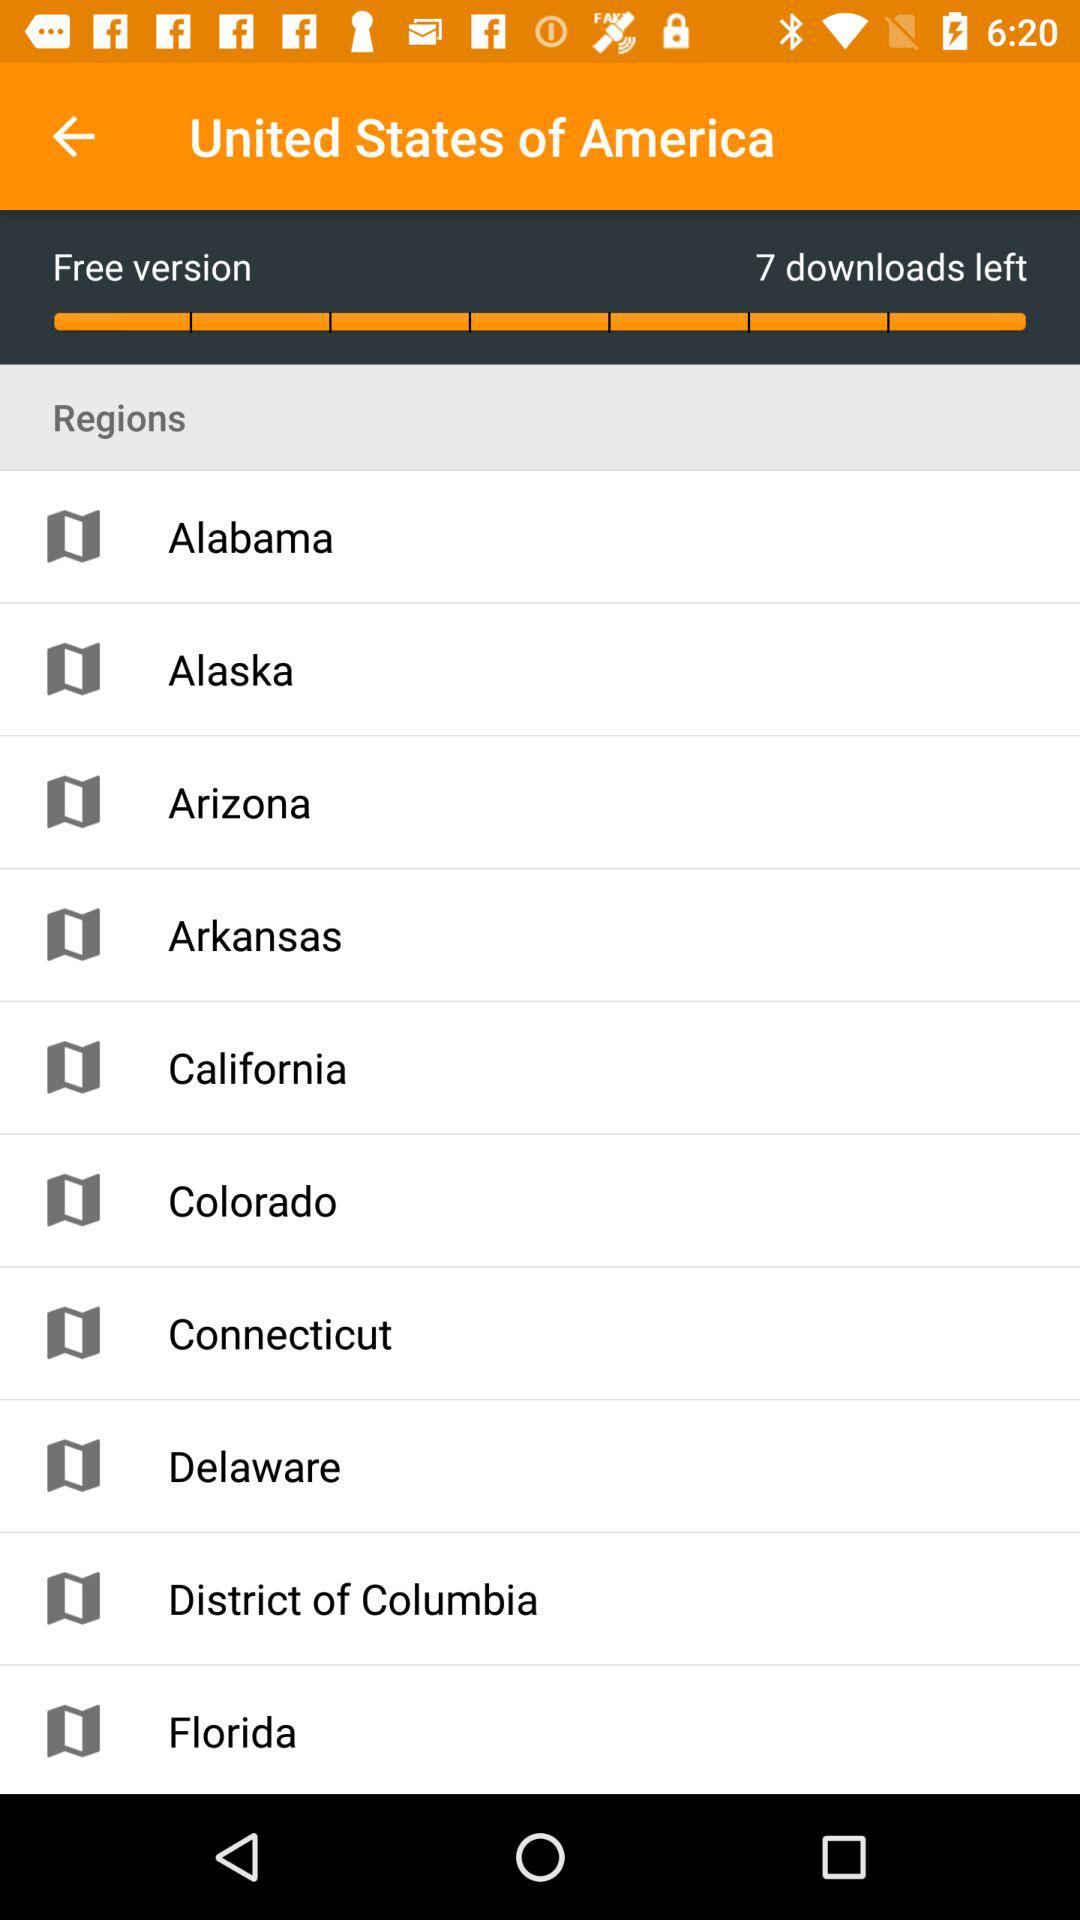 FAKE
6:20
United States of America
Free version
7 downloads left
Regions
Alabama
Alaska
Arizona
Arkansas
California
Colorado
Connecticut
Delaware
District of Columbia
Florida